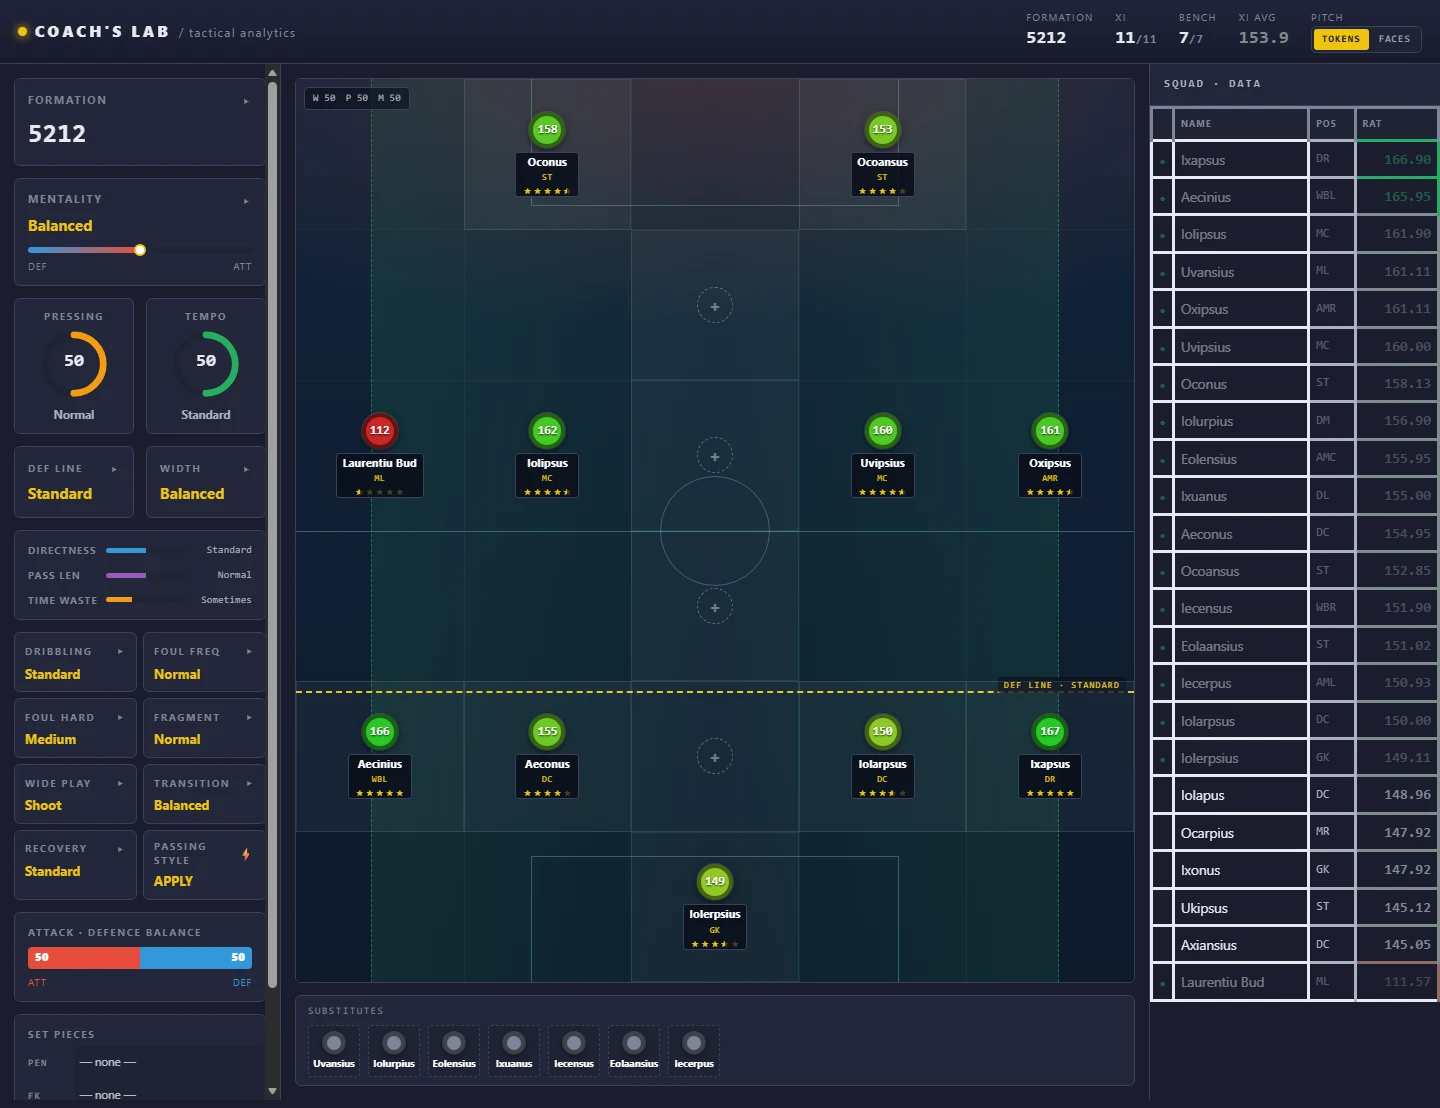 COACH'S LAB / tactical analytics
FORMATION
5212
XI
11/11
BENCH
7/7
XI AVG
153.9
PITCH
TOKENS FACES
FORMATION
5212
MENTALITY
Balanced
DEF ATT
PRESSING
50
Normal
TEMPO
50
Standard
DEF LINE
Standard
WIDTH
Balanced
DIRECTNESS Standard
PASS LEN Normal
TIME WASTE Sometimes
DRIBBLING
Standard
FOUL FREQ
Normal
FOUL HARD
Medium
FRAGMENT
Normal
WIDE PLAY
Shoot
TRANSITION
Balanced
RECOVERY
Standard
PASSING
STYLE
APPLY
ATTACK · DEFENCE BALANCE
50 50
ATT DEF
SET PIECES
PEN — none —
FK — none —
W 50 P 50 M 50
158
Oconus
ST
153
Ocoansus
ST
112
Laurentiu Bud
ML
162
Iolipsus
MC
160
Uvipsius
MC
161
Oxipsus
AMR
DEF LINE · STANDARD
166
Aecinius
WBL
155
Aeconus
DC
150
Iolarpsus
DC
167
Ixapsus
DR
149
Iolerpsius
GK
SUBSTITUTES
Uvansius Iolurpius Eolensius Ixuanus Iecensus Eolaansius Iecerpus
SQUAD · DATA
NAME POS RAT
Ixapsus DR 166.90
Aecinius WBL 165.95
Iolipsus MC 161.90
Uvansius ML 161.11
Oxipsus AMR 161.11
Uvipsius MC 160.00
Oconus ST 158.13
Iolurpius DM 156.90
Eolensius AMC 155.95
Ixuanus DL 155.00
Aeconus DC 154.95
Ocoansus ST 152.85
Iecensus WBR 151.90
Eolaansius ST 151.02
Iecerpus AML 150.93
Iolarpsus DC 150.00
Iolerpsius GK 149.11
Iolapus DC 148.96
Ocarpius MR 147.92
Ixonus GK 147.92
Ukipsus ST 145.12
Axiansius DC 145.05
Laurentiu Bud ML 111.57